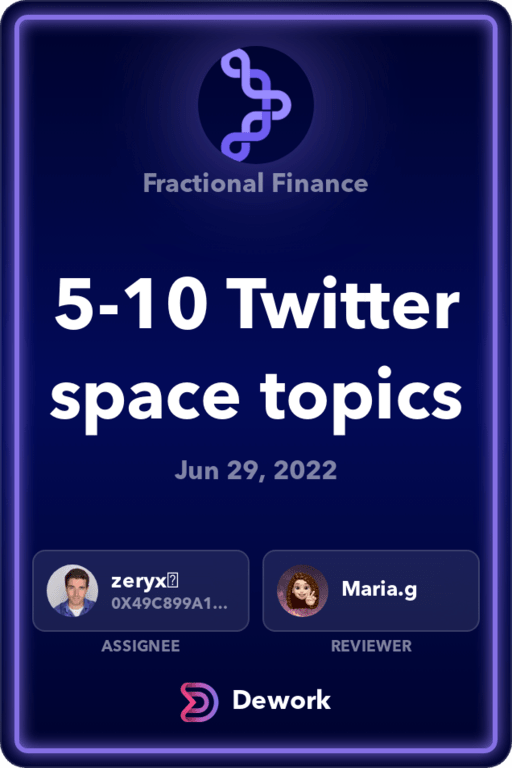 Fractional Finance
5-10 Twitter
space topics
Jun 29, 2022
zeryx
0X49C899A1...
Maria.g
ASSIGNEE
REVIEWER
Dework